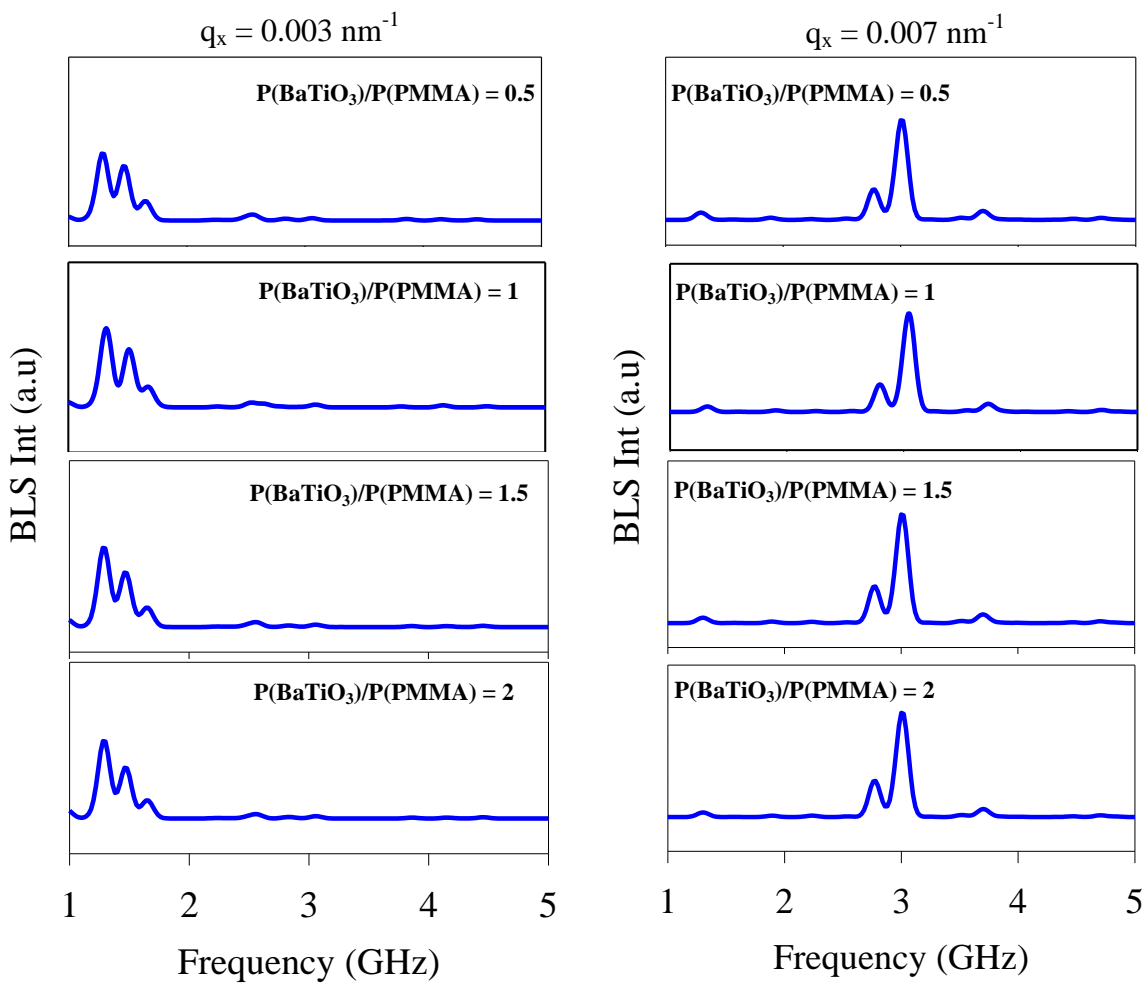 qₓ = 0.003 nm⁻¹
P(BaTiO₃)/P(PMMA) = 0.5
P(BaTiO₃)/P(PMMA) = 1
P(BaTiO₃)/P(PMMA) = 1.5
P(BaTiO₃)/P(PMMA) = 2
BLS Int (a.u)
1 2 3 4 5
Frequency (GHz)
qₓ = 0.007 nm⁻¹
P(BaTiO₃)/P(PMMA) = 0.5
P(BaTiO₃)/P(PMMA) = 1
P(BaTiO₃)/P(PMMA) = 1.5
P(BaTiO₃)/P(PMMA) = 2
BLS Int (a.u)
1 2 3 4 5
Frequency (GHz)